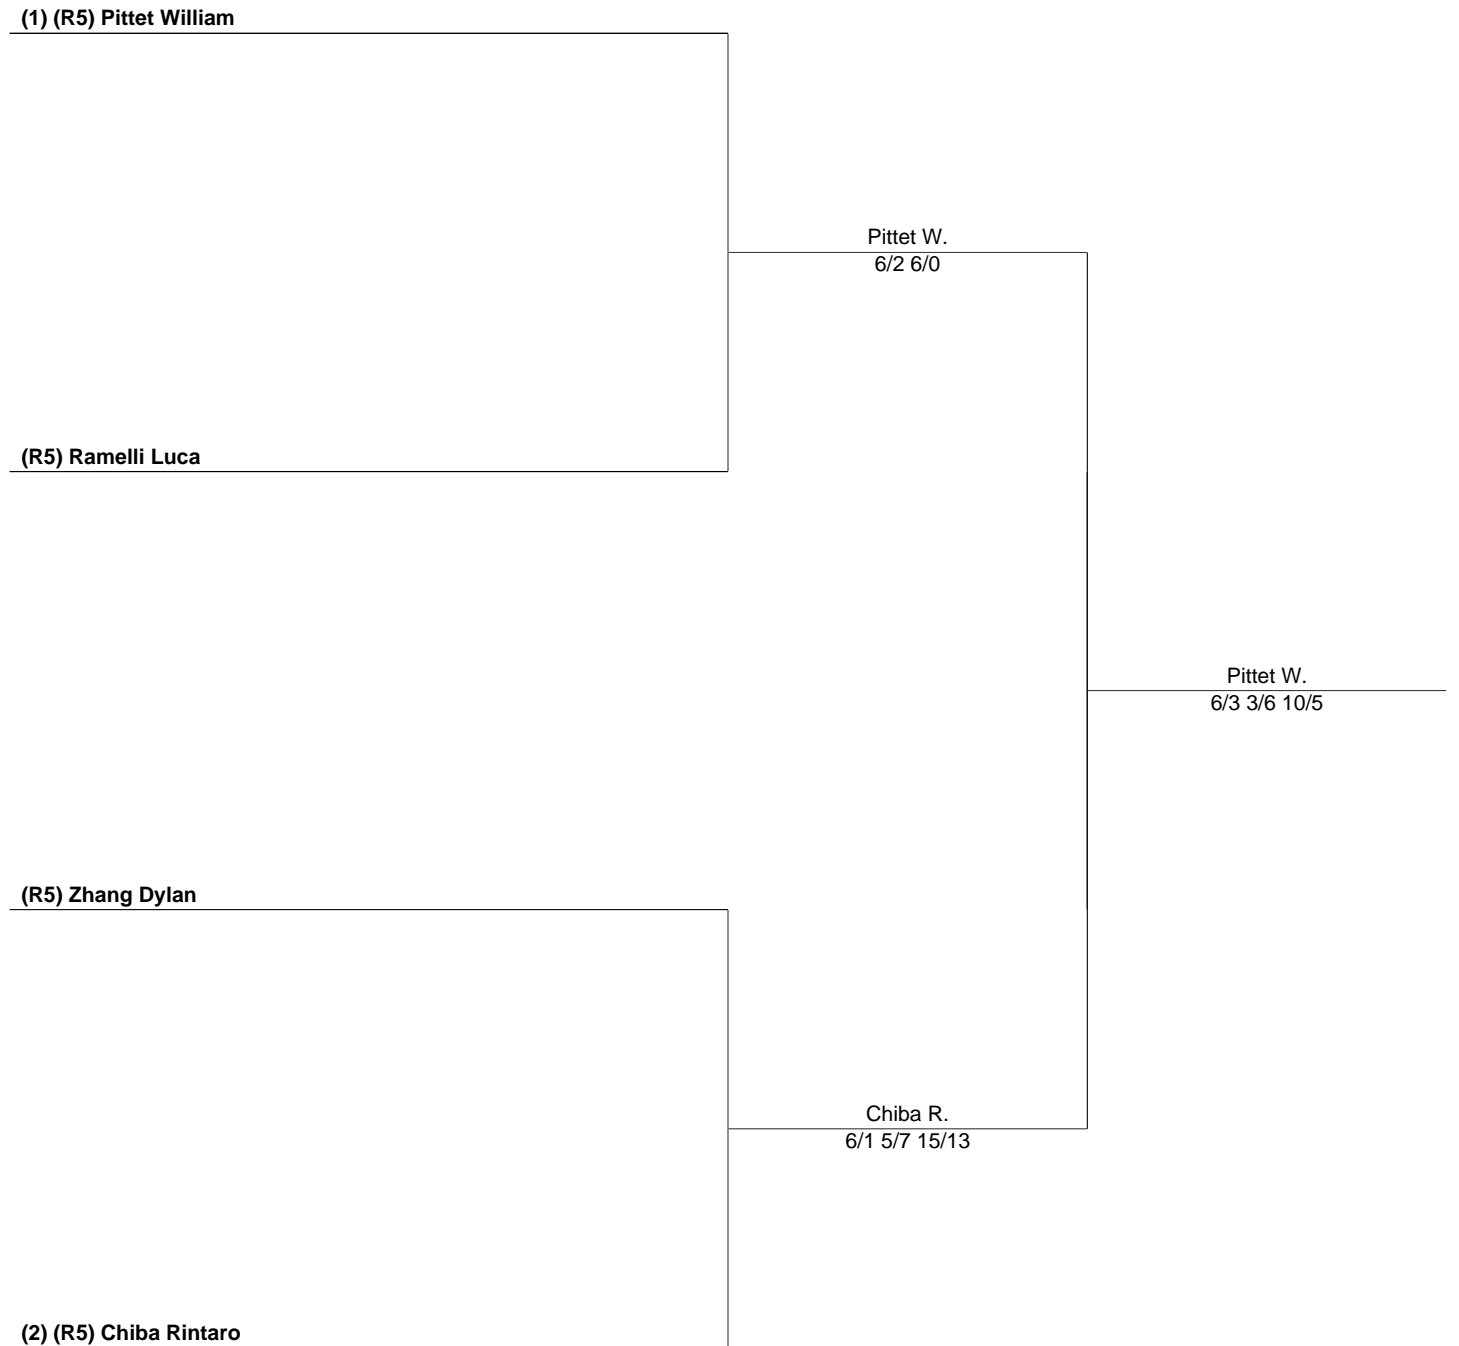 (1) (R5) Pittet William
Pittet W.
6/2 6/0
(R5) Ramelli Luca
Pittet W.
6/3 3/6 10/5
(R5) Zhang Dylan
Chiba R.
6/1 5/7 15/13
(2) (R5) Chiba Rintaro